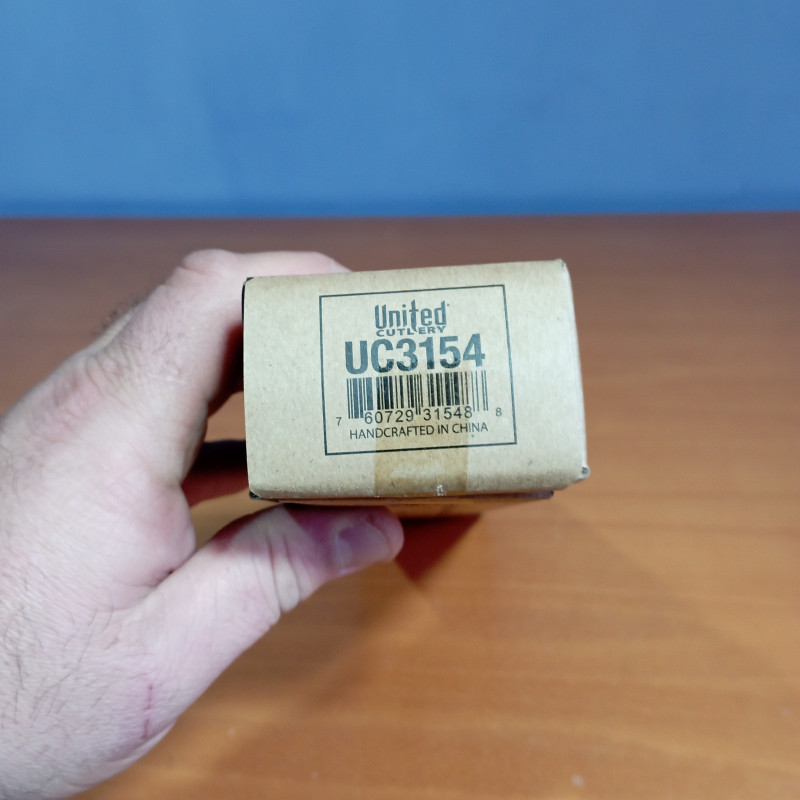 United
CUTLERY
UC3154
7 60729 31548 8
HANDCRAFTED IN CHINA